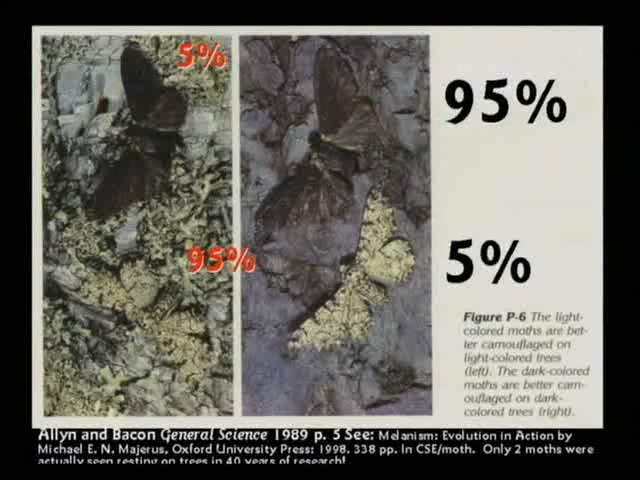 5%
95%
95%
5%
Figure P-6 The light-
colored moths are bet-
ter camouflaged on
light-colored trees
(left). The dark-colored
moths are better cam-
ouflaged on dark-
colored trees (right).
Allyn and Bacon General Science 1989 p. 5 See: Melanism: Evolution in Action by
Michael E. N. Majerus, Oxford University Press: 1998, 338 pp. In CSE/moth. Only 2 moths were
actually seen resting on trees in 40 years of research!